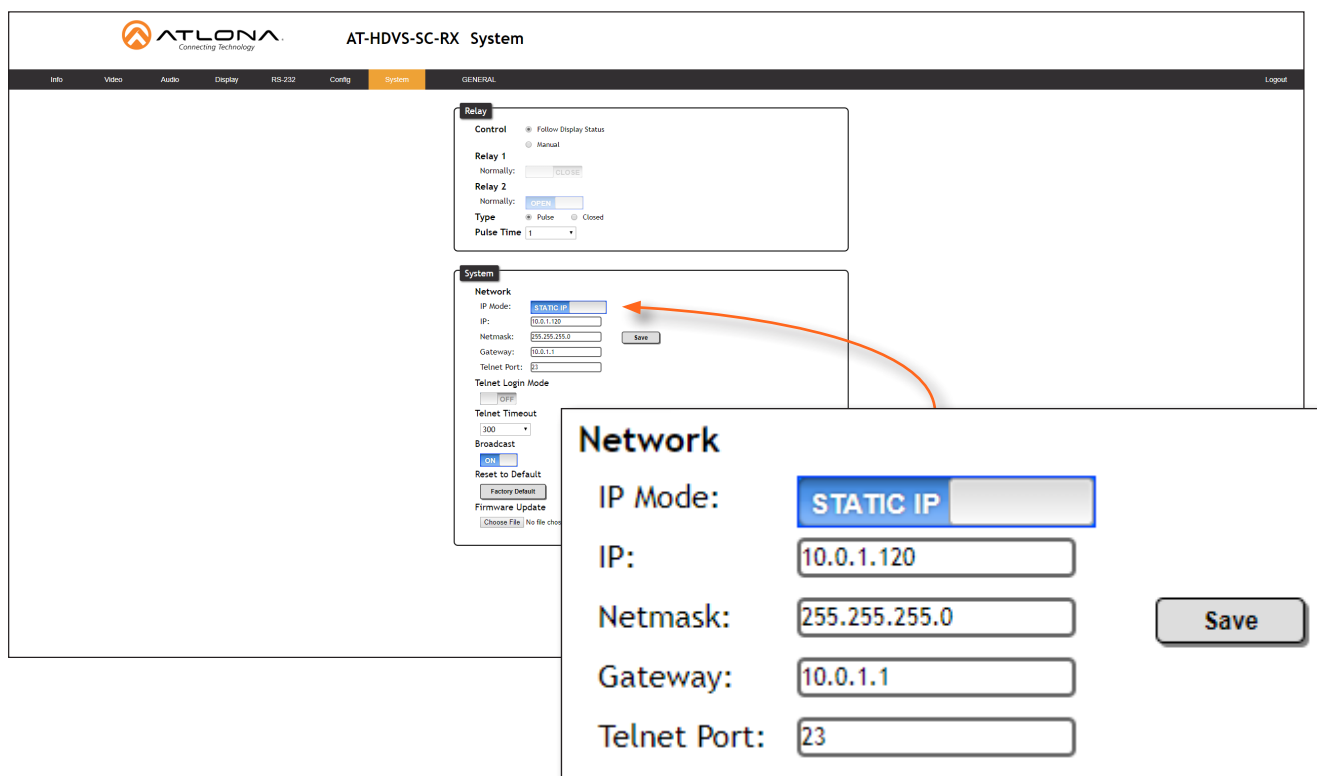 ATLONA.
Connecting Technology
AT-HDVS-SC-RX System
Info Video Audio Display RS-232 Config System GENERAL Logout
Relay
Control Follow Display Status
Manual
Relay 1
Normally: CLOSE
Relay 2
Normally: OPEN
Type Pulse Closed
Pulse Time 1
System
Network
IP Mode: STATIC IP
IP: 10.0.1.120
Netmask: 255.255.255.0 Save
Gateway: 10.0.1.1
Telnet Port: 23
Telnet Login Mode
OFF
Telnet Timeout
300
Broadcast
ON
Reset to Default
Factory Default
Firmware Update
Choose File No file chos
Network
IP Mode: STATIC IP
IP: 10.0.1.120
Netmask: 255.255.255.0 Save
Gateway: 10.0.1.1
Telnet Port: 23